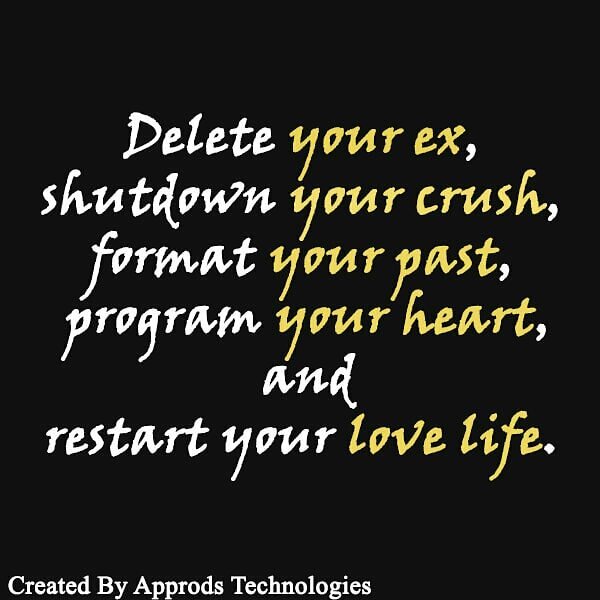 Delete your ex,
shutdown your crush,
format your past,
program your heart,
and
restart your love life.
Created By Approds Technologies